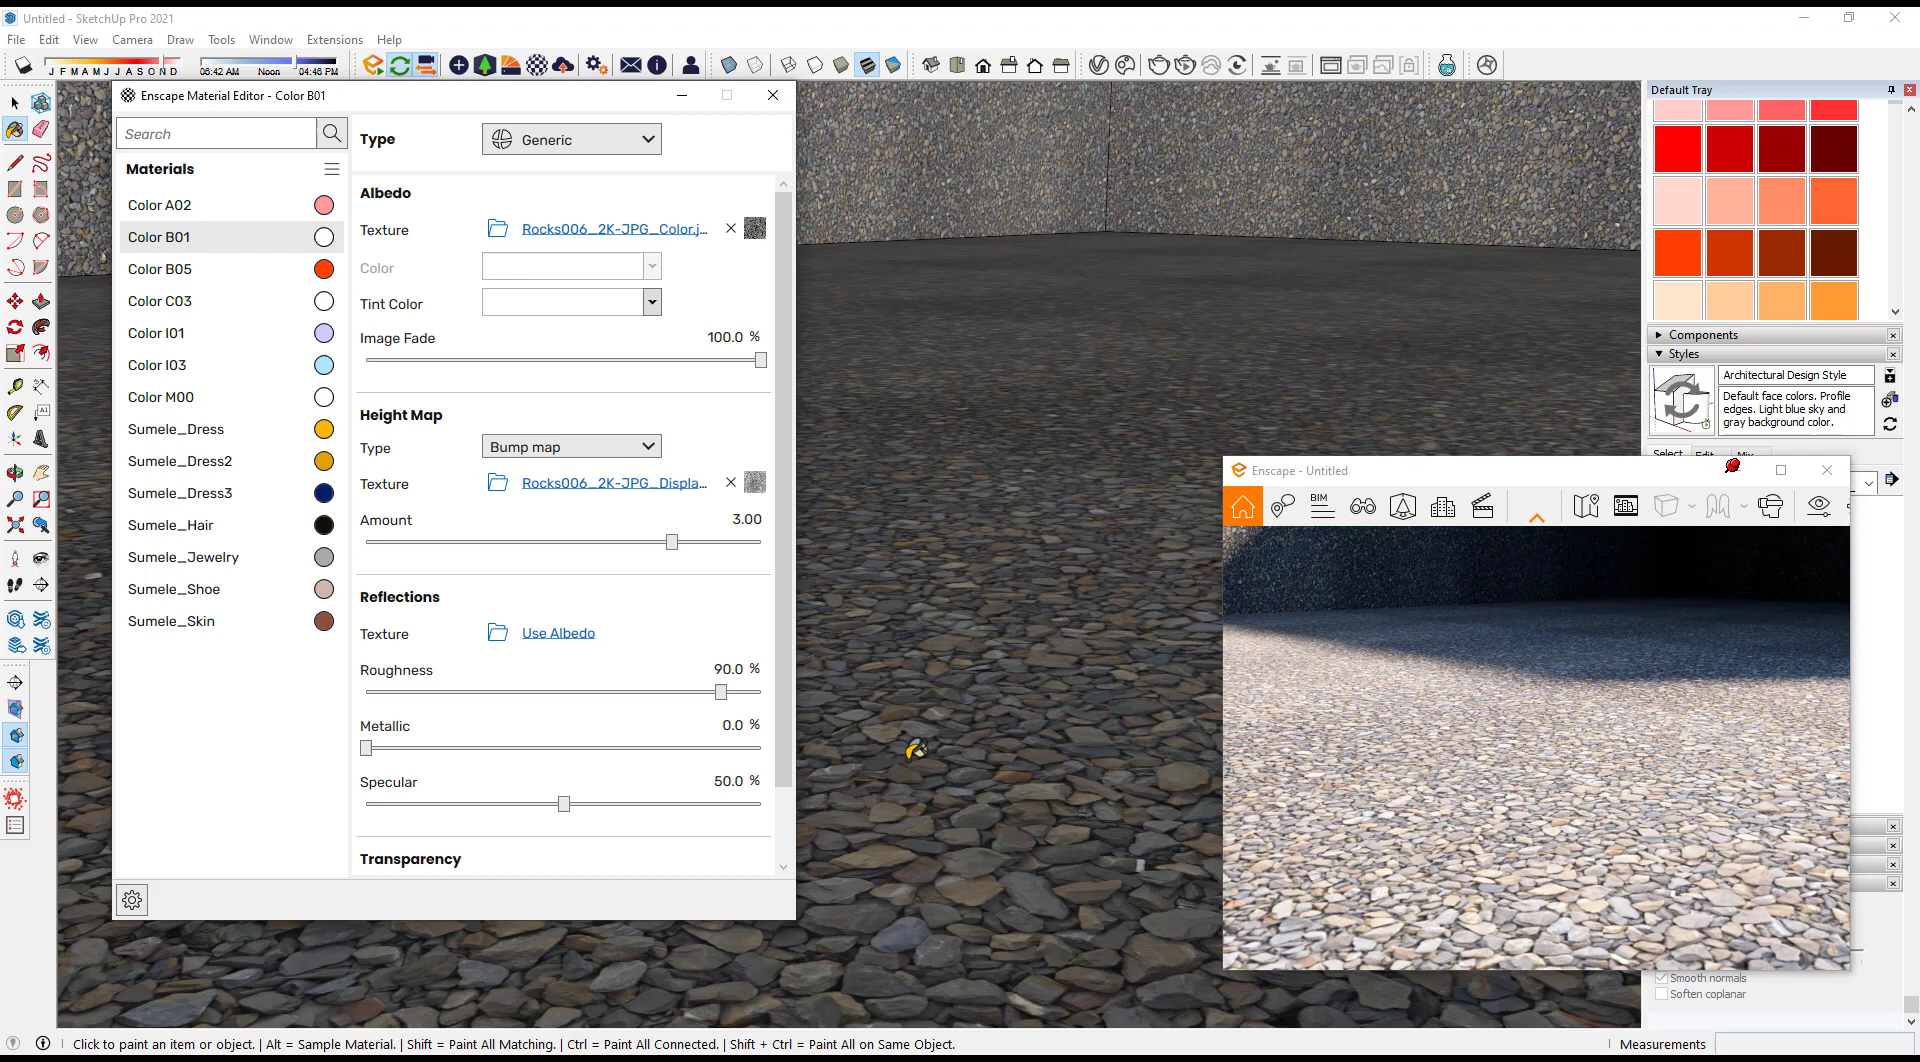 Untitled - SketchUp Pro 2021
File Edit View Camera Draw Tools Window Extensions Help
J F M A M J J A S O N D
06:42 AM Noon 04:46 PM
Enscape Material Editor - Color B01
Search
Materials
Color A02
Color B01
Color B05
Color C03
Color I01
Color I03
Color M00
Sumele_Dress
Sumele_Dress2
Sumele_Dress3
Sumele_Hair
Sumele_Jewelry
Sumele_Shoe
Sumele_Skin
Type Generic
Albedo
Texture Rocks006_2K-JPG_Color.j...
Color
Tint Color
Image Fade 100.0 %
Height Map
Type Bump map
Texture Rocks006_2K-JPG_Displa...
Amount 3.00
Reflections
Texture Use Albedo
Roughness 90.0 %
Metallic 0.0 %
Specular 50.0 %
Transparency
Default Tray
Components
Styles
Architectural Design Style
Default face colors. Profile
edges. Light blue sky and
gray background color.
Select Edit Mix
Enscape - Untitled
BIM
Smooth normals
Soften coplanar
Click to paint an item or object. | Alt = Sample Material. | Shift = Paint All Matching. | Ctrl = Paint All Connected. | Shift + Ctrl = Paint All on Same Object.
Measurements